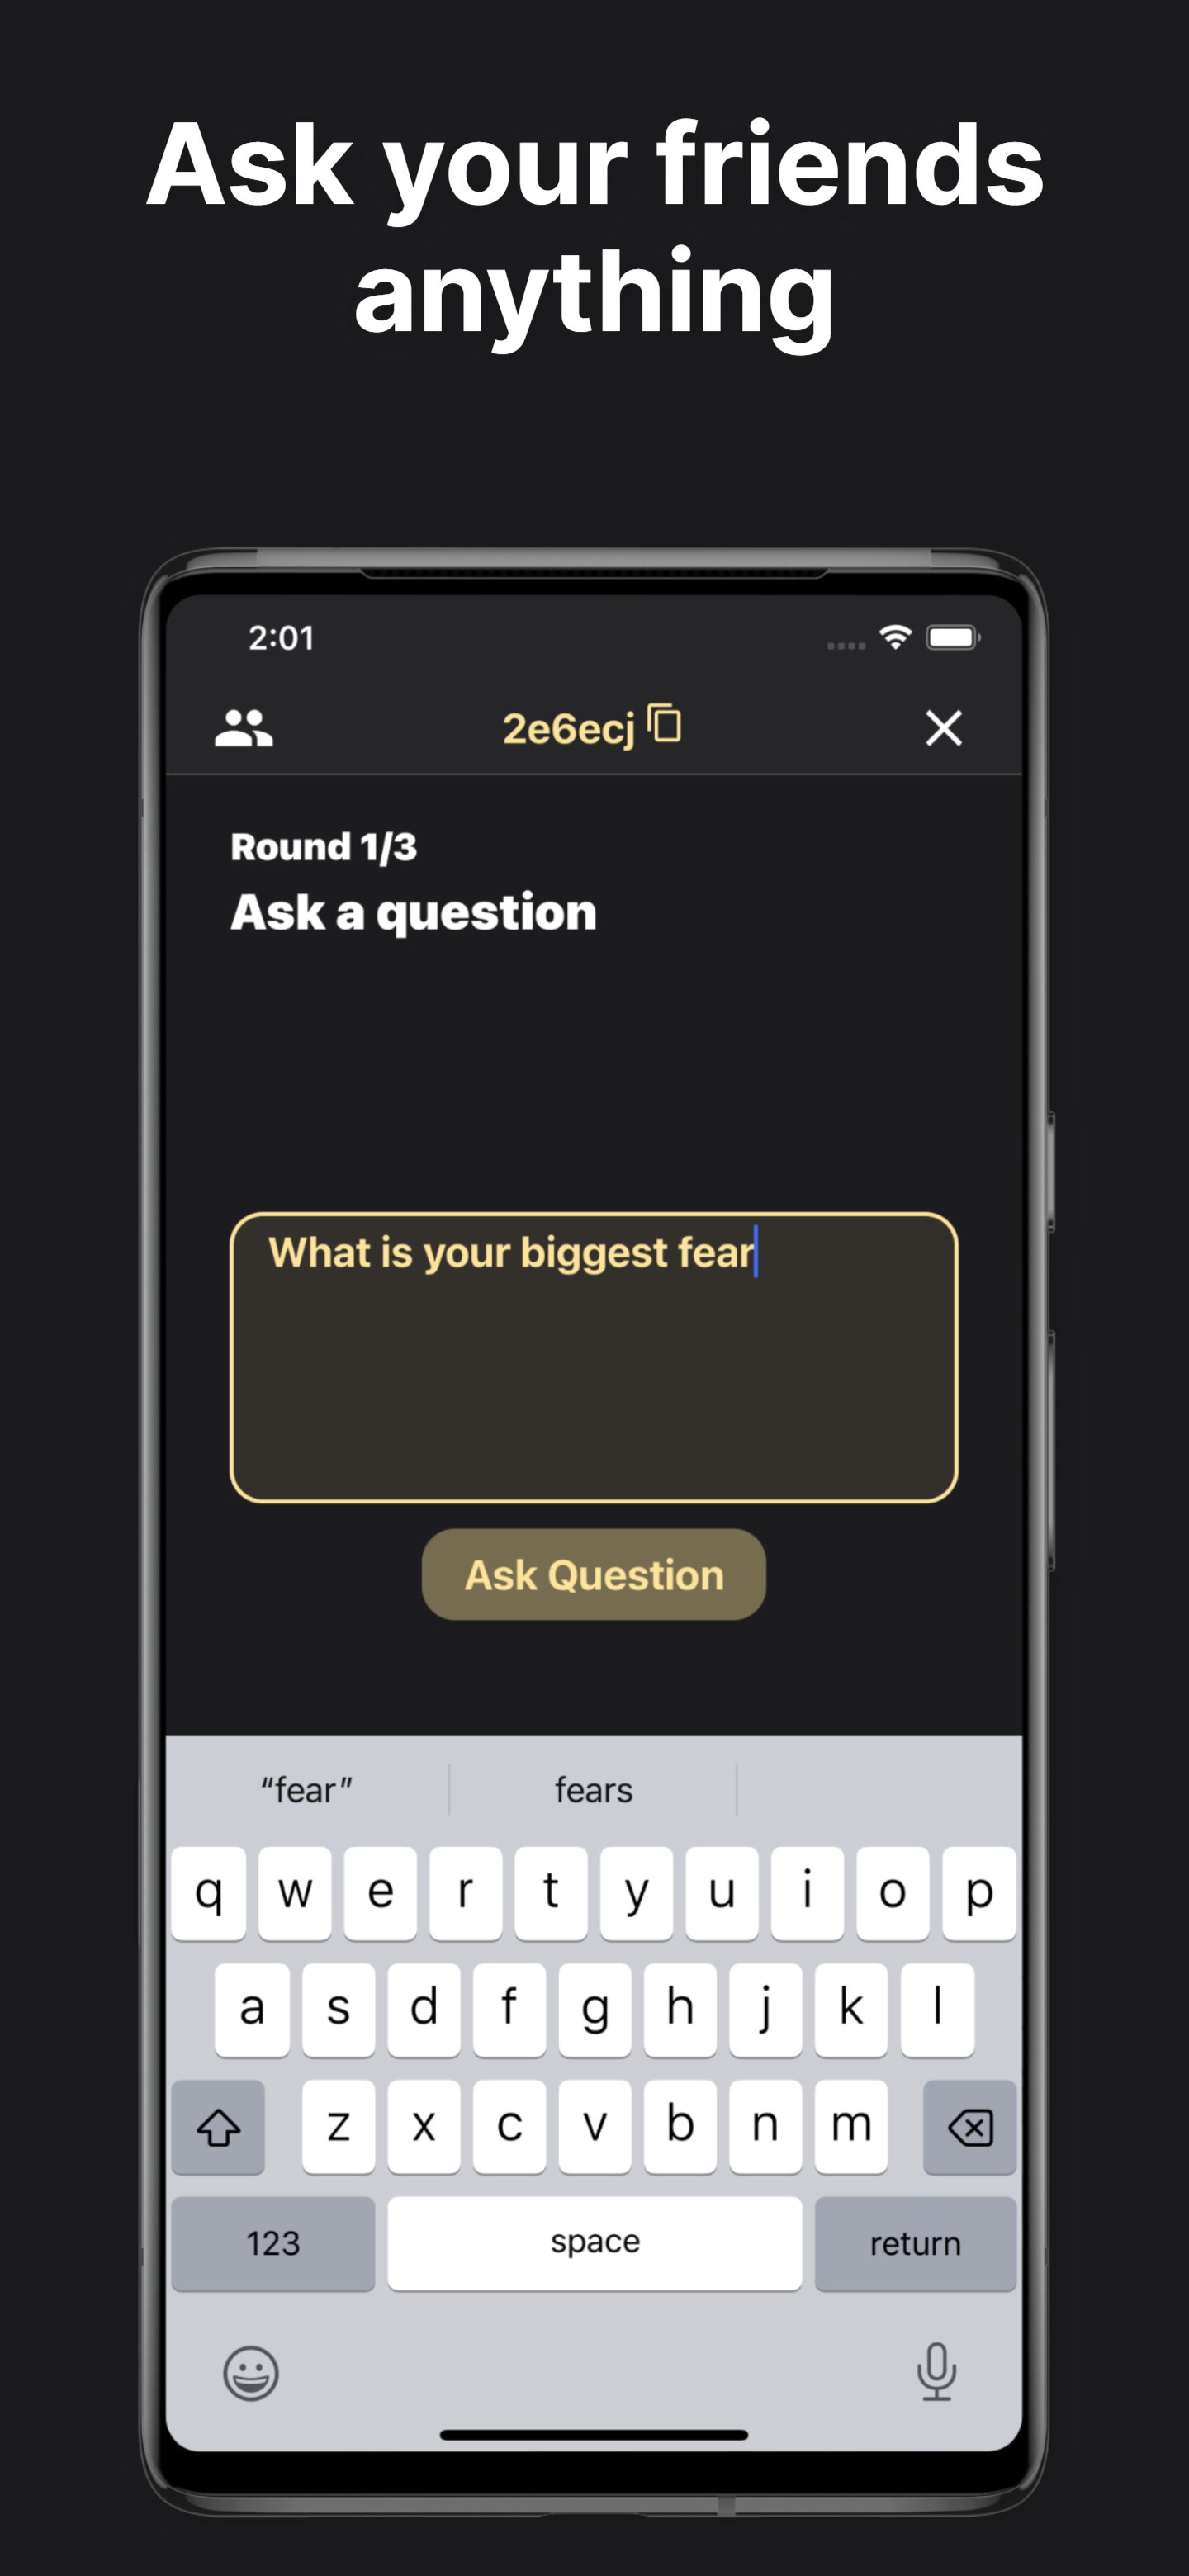 Ask your friends
anything
2:01
2e6ecj
Round 1/3
Ask a question
What is your biggest fear
Ask Question
“fear” fears
q w e r t y u i o p
a s d f g h j k l
z x c v b n m
123 space return